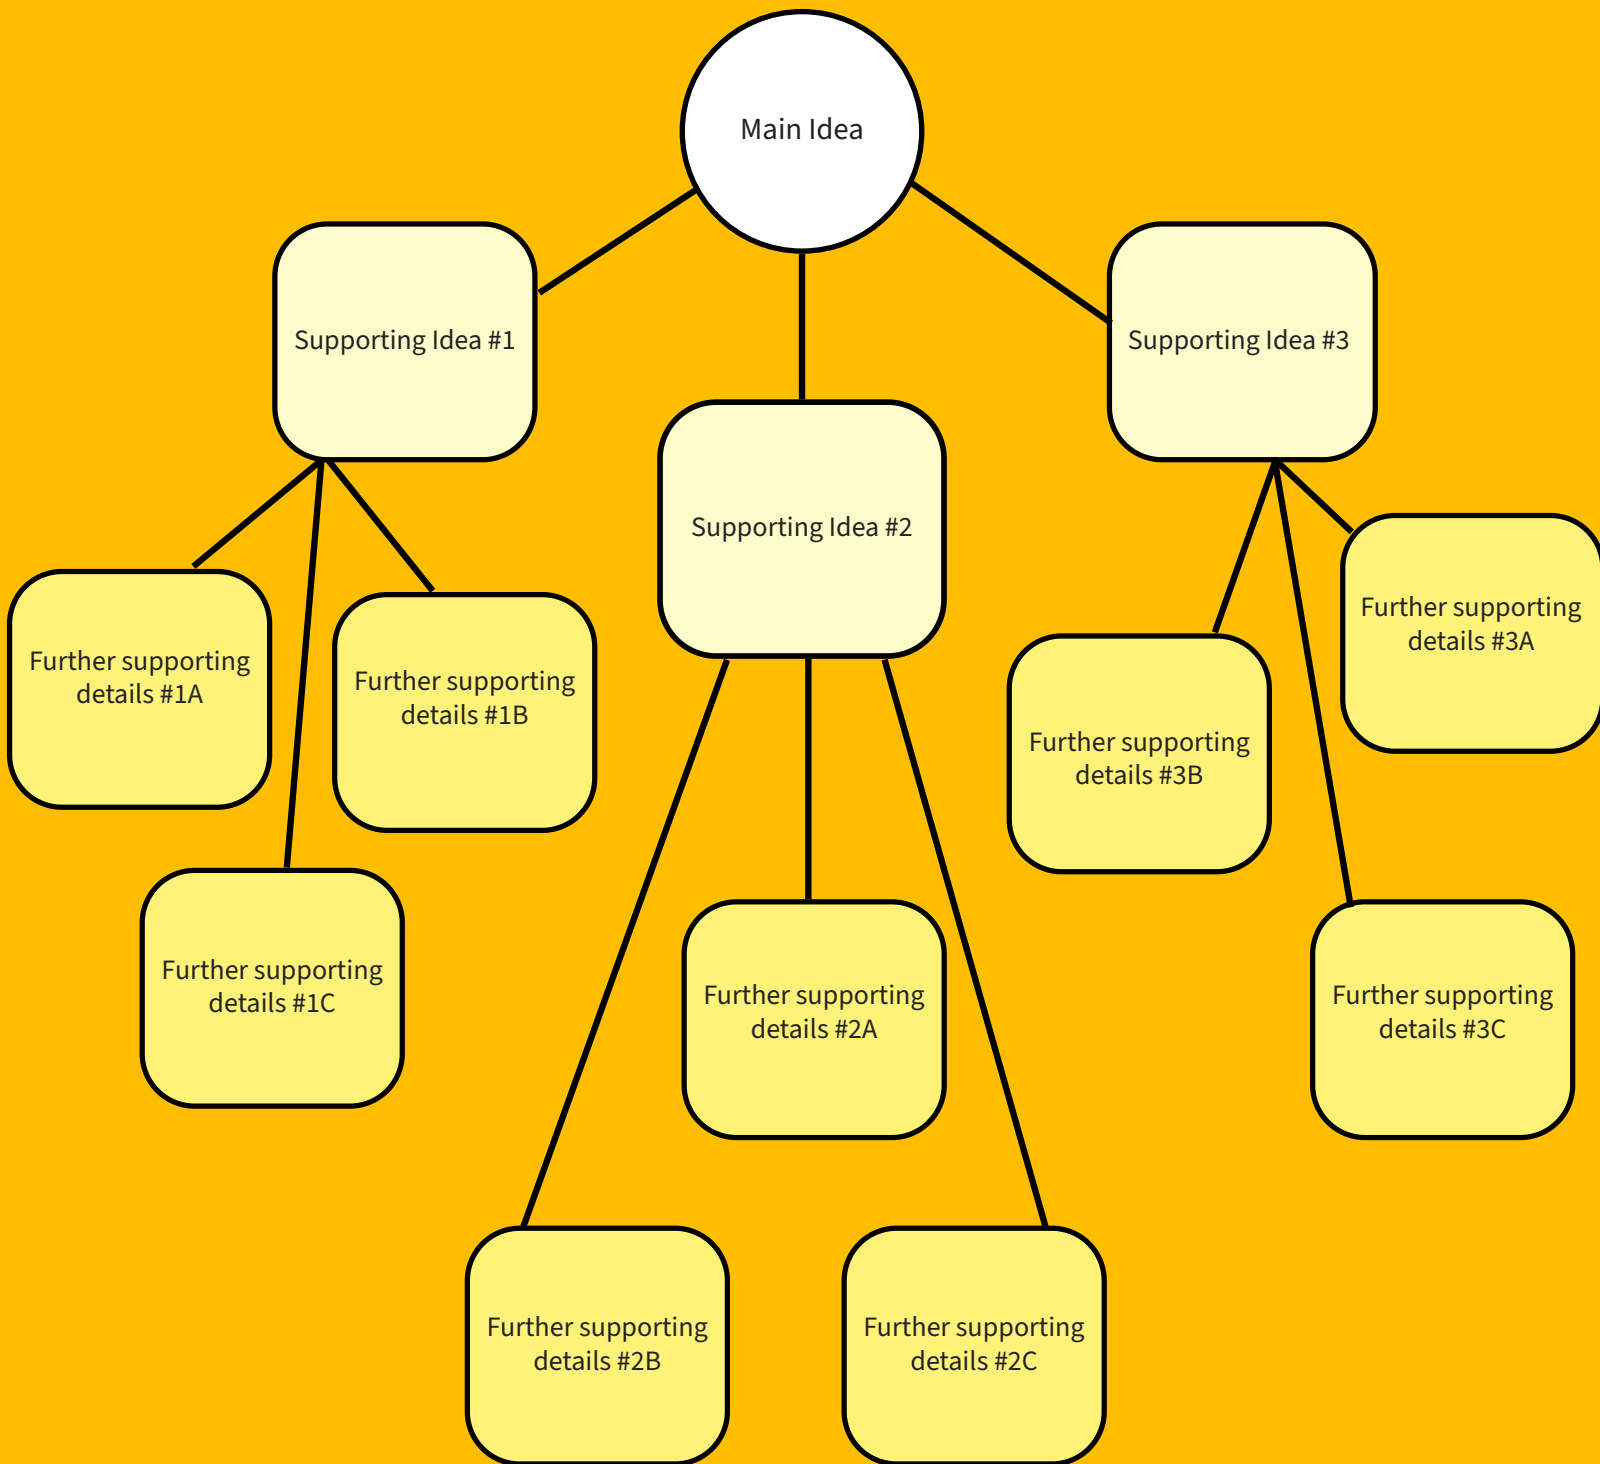 Main Idea
Supporting Idea #1
Supporting Idea #3
Supporting Idea #2
Further supporting
details #1A
Further supporting
details #1B
Further supporting
details #3A
Further supporting
details #3B
Further supporting
details #1C
Further supporting
details #2A
Further supporting
details #3C
Further supporting
details #2B
Further supporting
details #2C